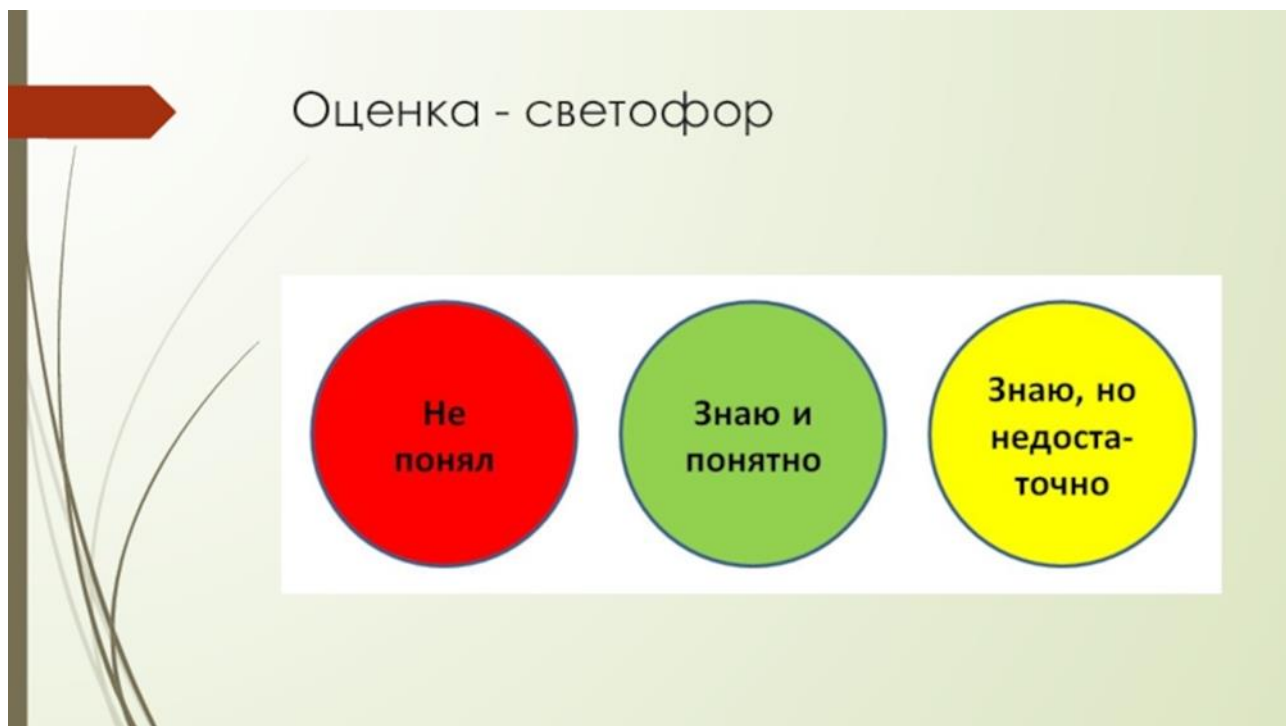 Оценка - светофор
Не
понял
Знаю и
понятно
Знаю, но
недоста-
точно